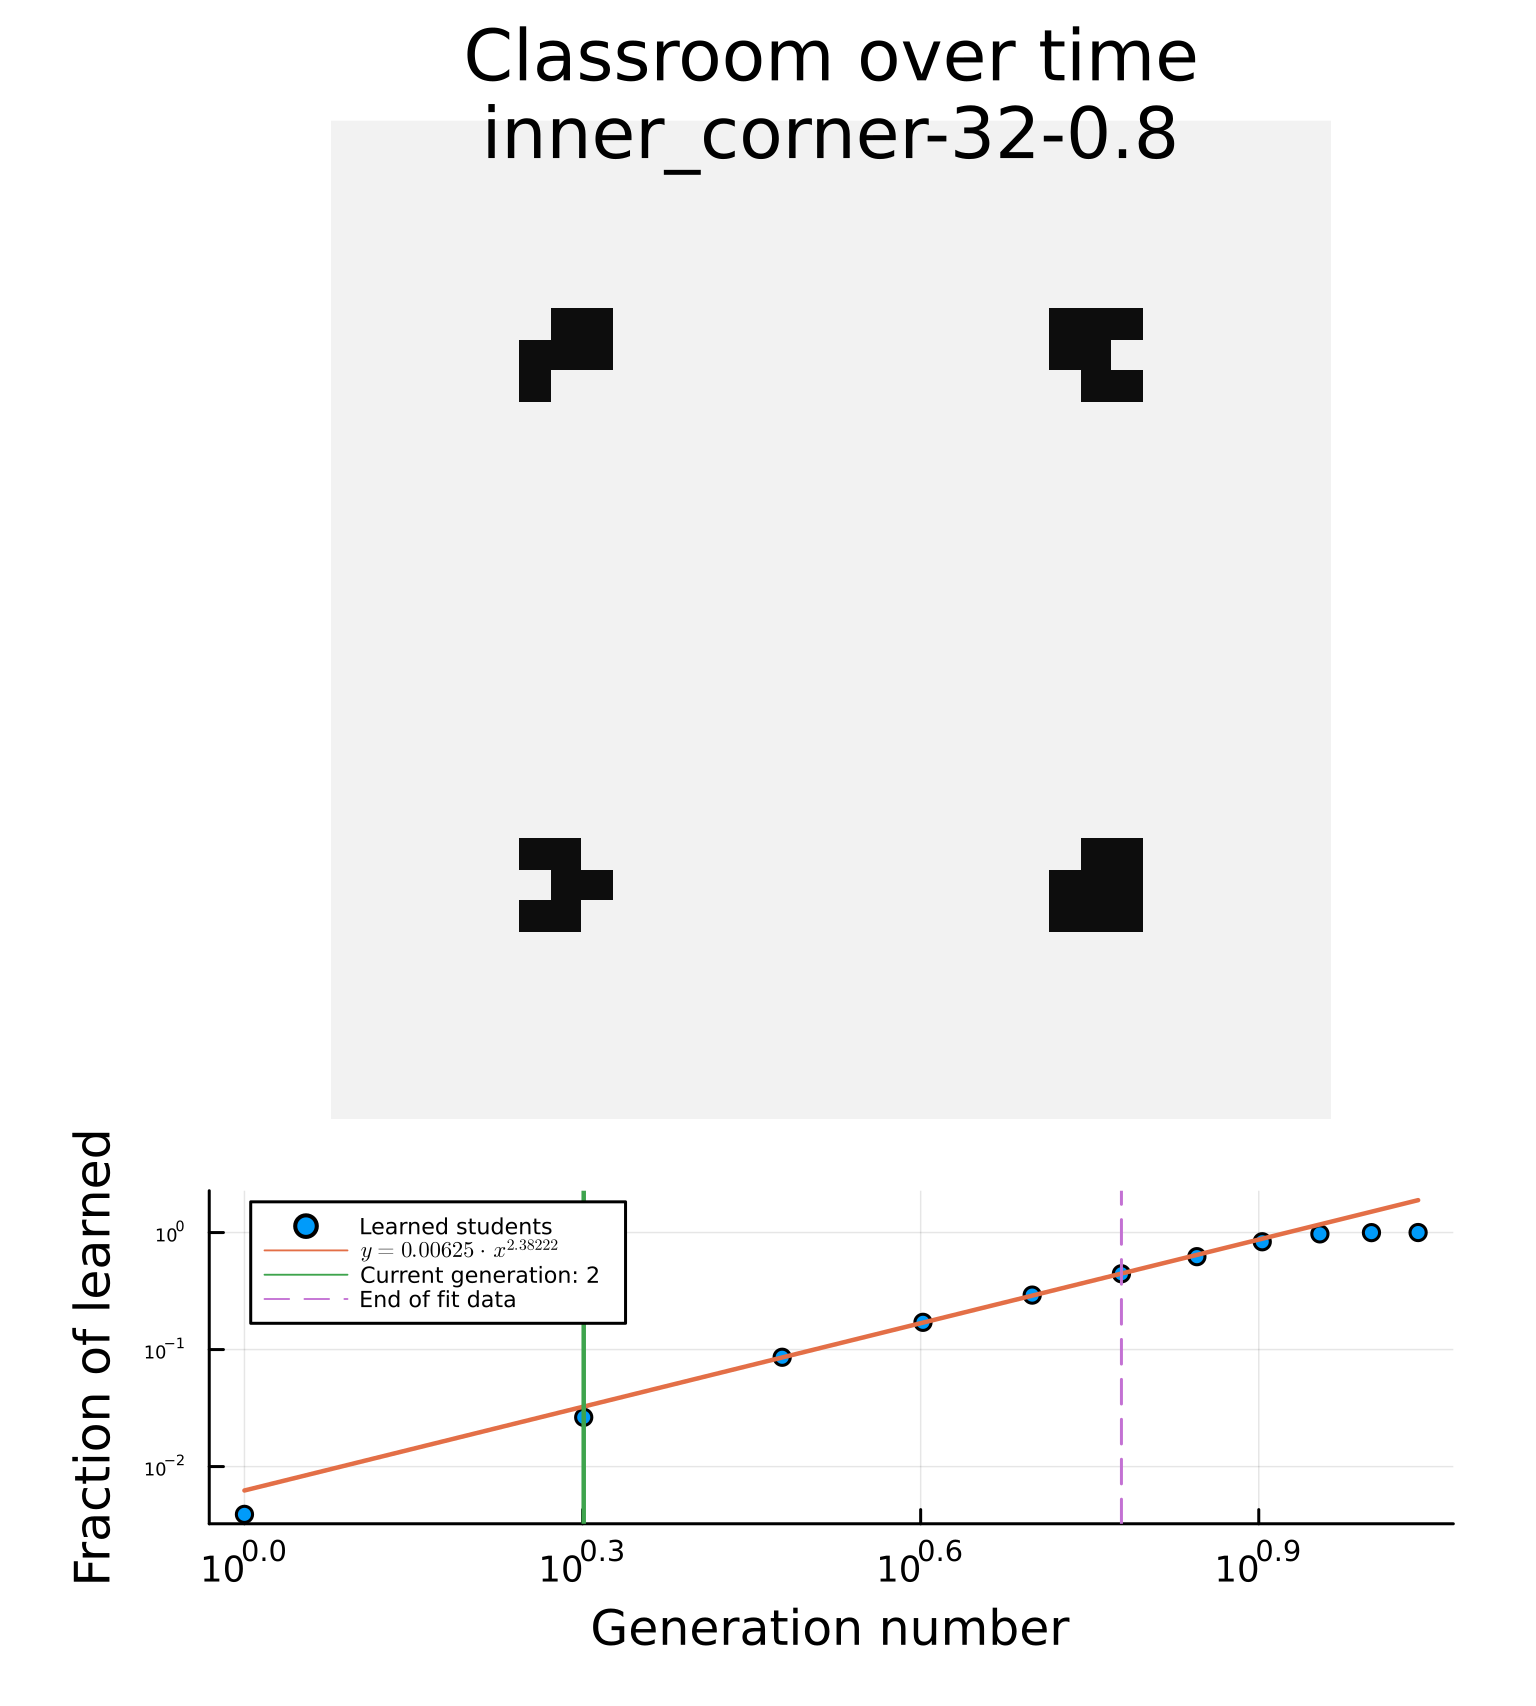 Classroom over time
inner_corner-32-0.8
Fraction of learned
10⁰
10⁻¹
10⁻²
Learned students
y = 0.00625 · x^2.38222
Current generation: 2
End of fit data
10^0.0
10^0.3
10^0.6
10^0.9
Generation number